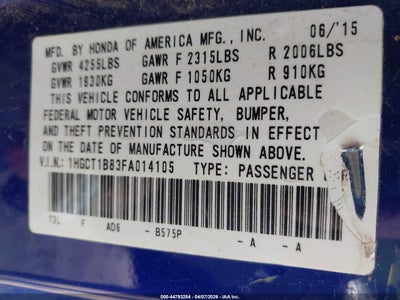 MFD. BY HONDA OF AMERICA MFG., INC. 06/'15
GVWR 4255LBS GAWR F 2315LBS R 2006LBS
GVWR 1930KG GAWR F 1050KG R 910KG
THIS VEHICLE CONFORMS TO ALL APPLICABLE
FEDERAL MOTOR VEHICLE SAFETY, BUMPER,
AND THEFT PREVENTION STANDARDS IN EFFECT
ON THE DATE OF MANUFACTURE SHOWN ABOVE.
V.I.N.: 1HGCT1B83FA014105 TYPE: PASSENGER
T3L F AD6 - B575P - A - A
000-44793264 - 04/07/2026 - IAA Inc.